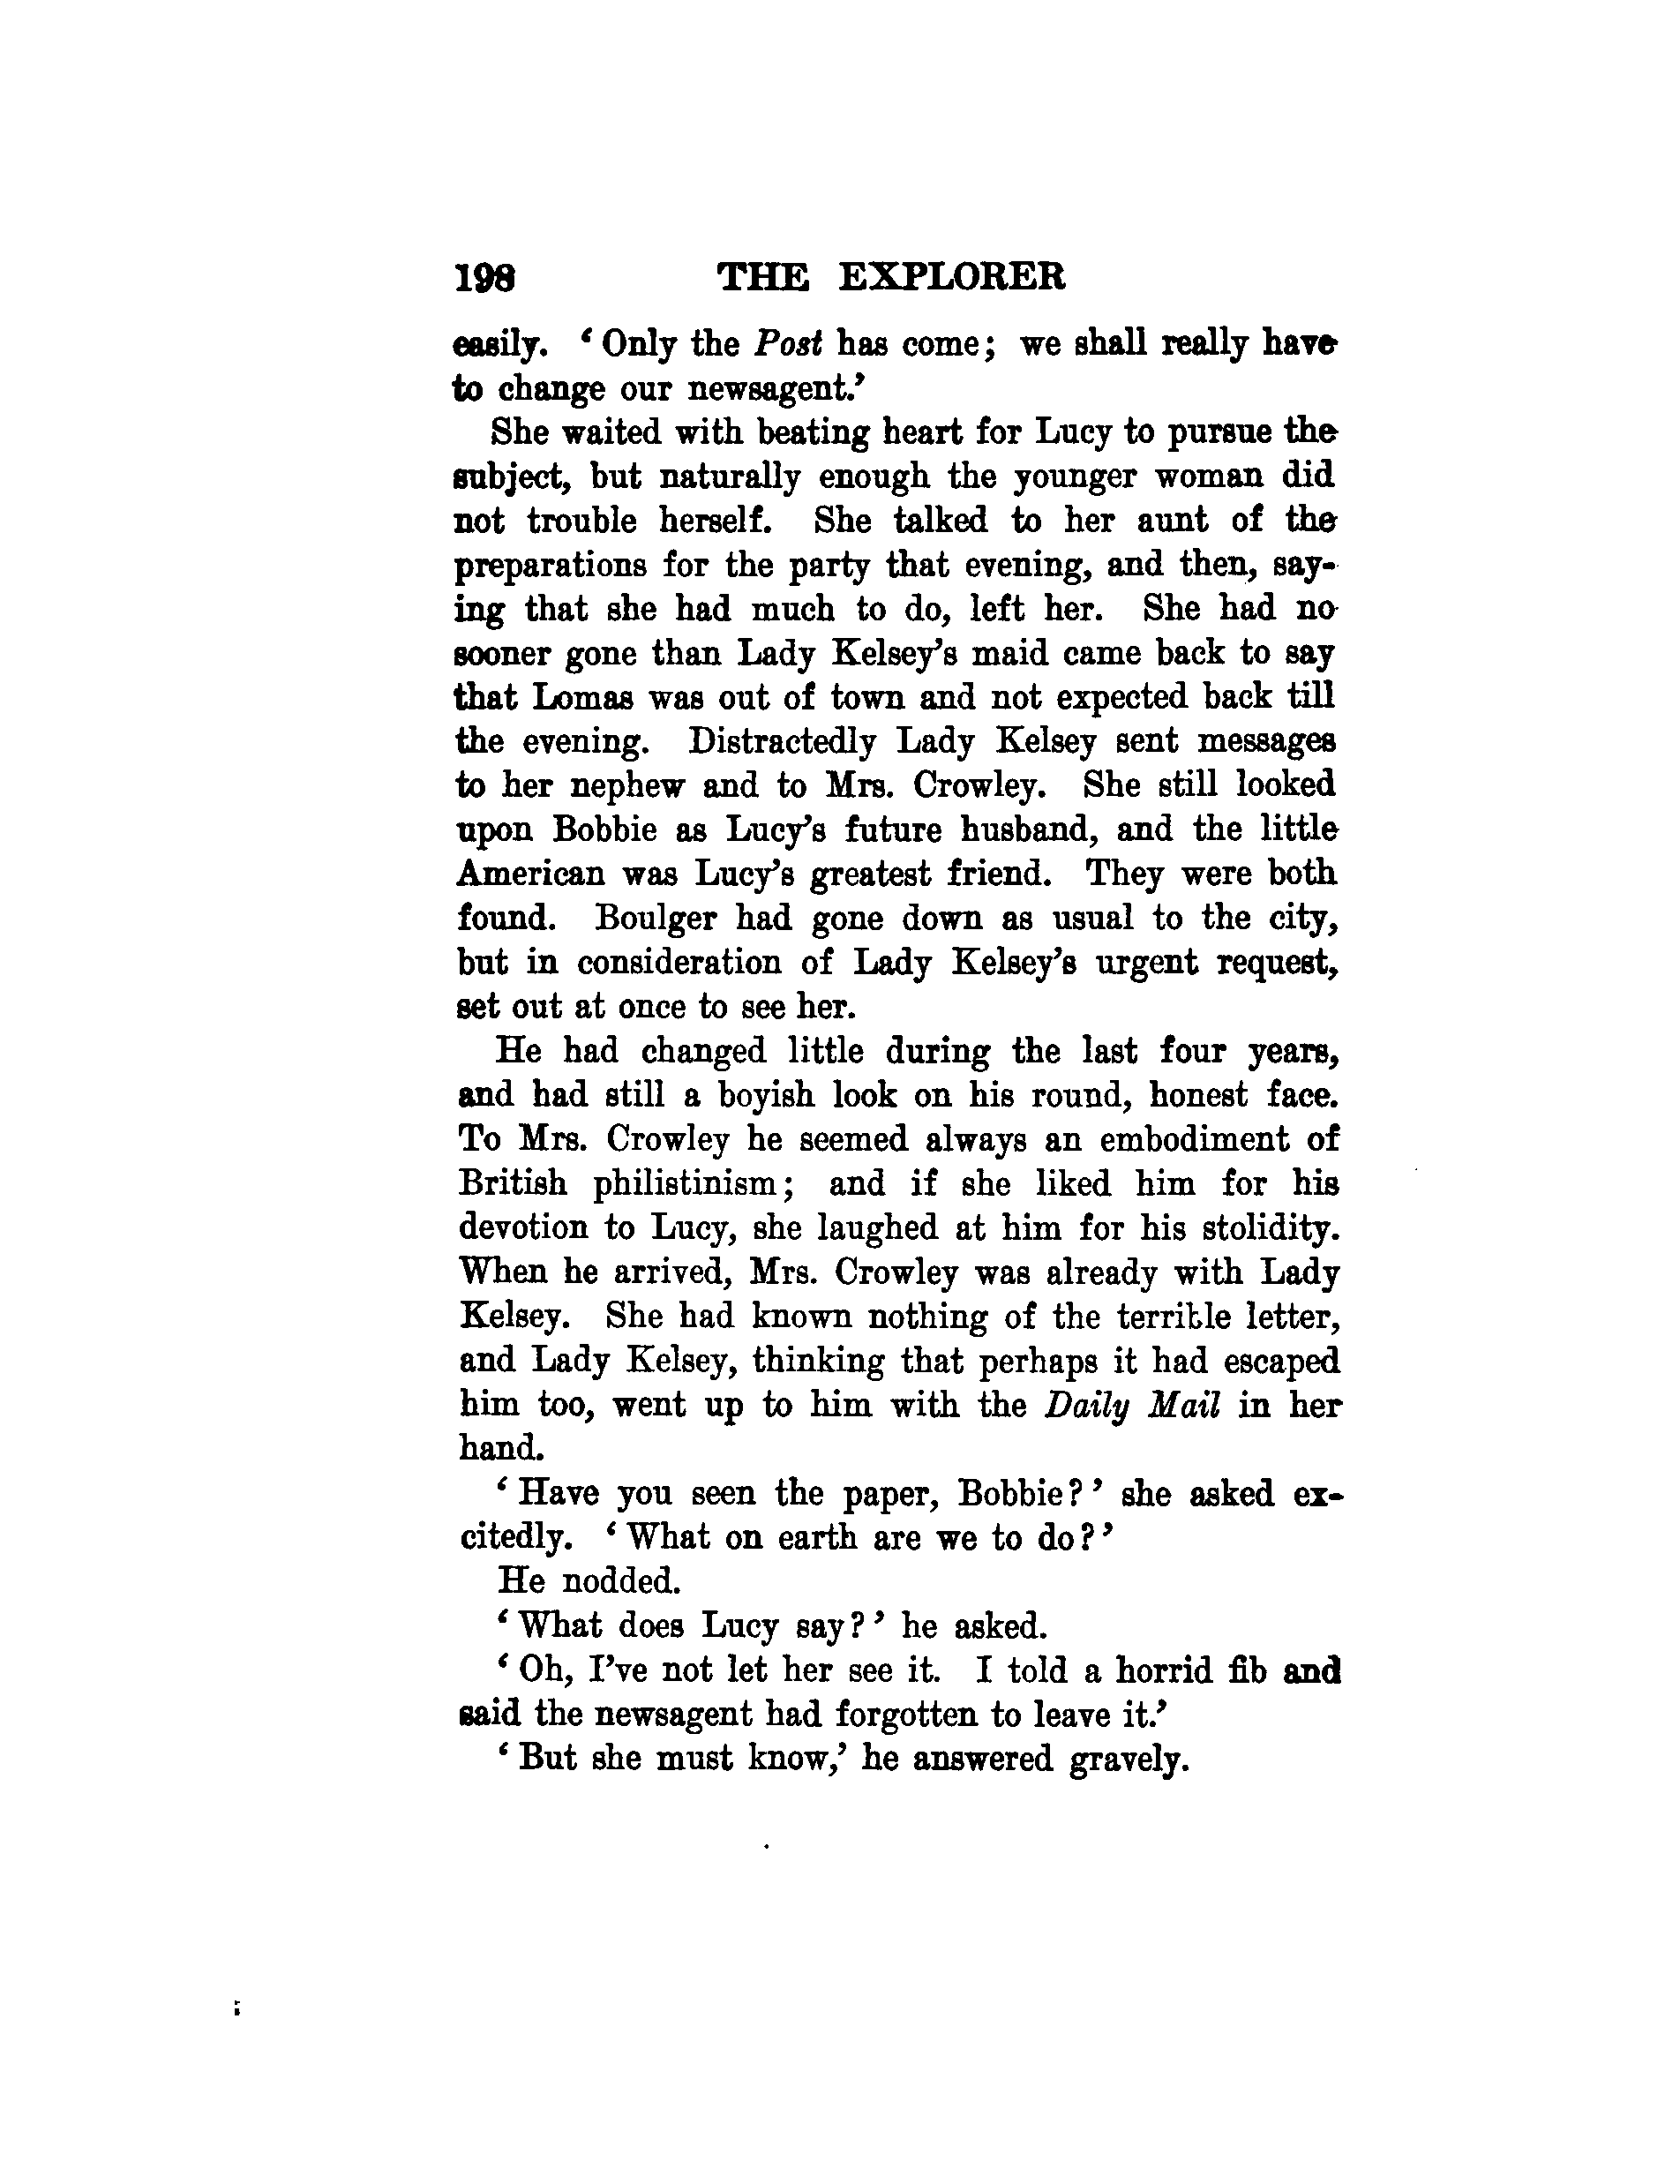 198 THE EXPLORER
easily. ‘Only the Post has come; we shall really have
to change our newsagent.’
She waited with beating heart for Lucy to pursue the
subject, but naturally enough the younger woman did
not trouble herself. She talked to her aunt of the
preparations for the party that evening, and then, say-
ing that she had much to do, left her. She had no
sooner gone than Lady Kelsey’s maid came back to say
that Lomas was out of town and not expected back till
the evening. Distractedly Lady Kelsey sent messages
to her nephew and to Mrs. Crowley. She still looked
upon Bobbie as Lucy’s future husband, and the little
American was Lucy’s greatest friend. They were both
found. Boulger had gone down as usual to the city,
but in consideration of Lady Kelsey’s urgent request,
set out at once to see her.
He had changed little during the last four years,
and had still a boyish look on his round, honest face.
To Mrs. Crowley he seemed always an embodiment of
British philistinism; and if she liked him for his
devotion to Lucy, she laughed at him for his stolidity.
When he arrived, Mrs. Crowley was already with Lady
Kelsey. She had known nothing of the terrible letter,
and Lady Kelsey, thinking that perhaps it had escaped
him too, went up to him with the Daily Mail in her
hand.
‘Have you seen the paper, Bobbie?’ she asked ex-
citedly. ‘What on earth are we to do?’
He nodded.
‘What does Lucy say?’ he asked.
‘Oh, I’ve not let her see it. I told a horrid fib and
said the newsagent had forgotten to leave it.’
‘But she must know,’ he answered gravely.